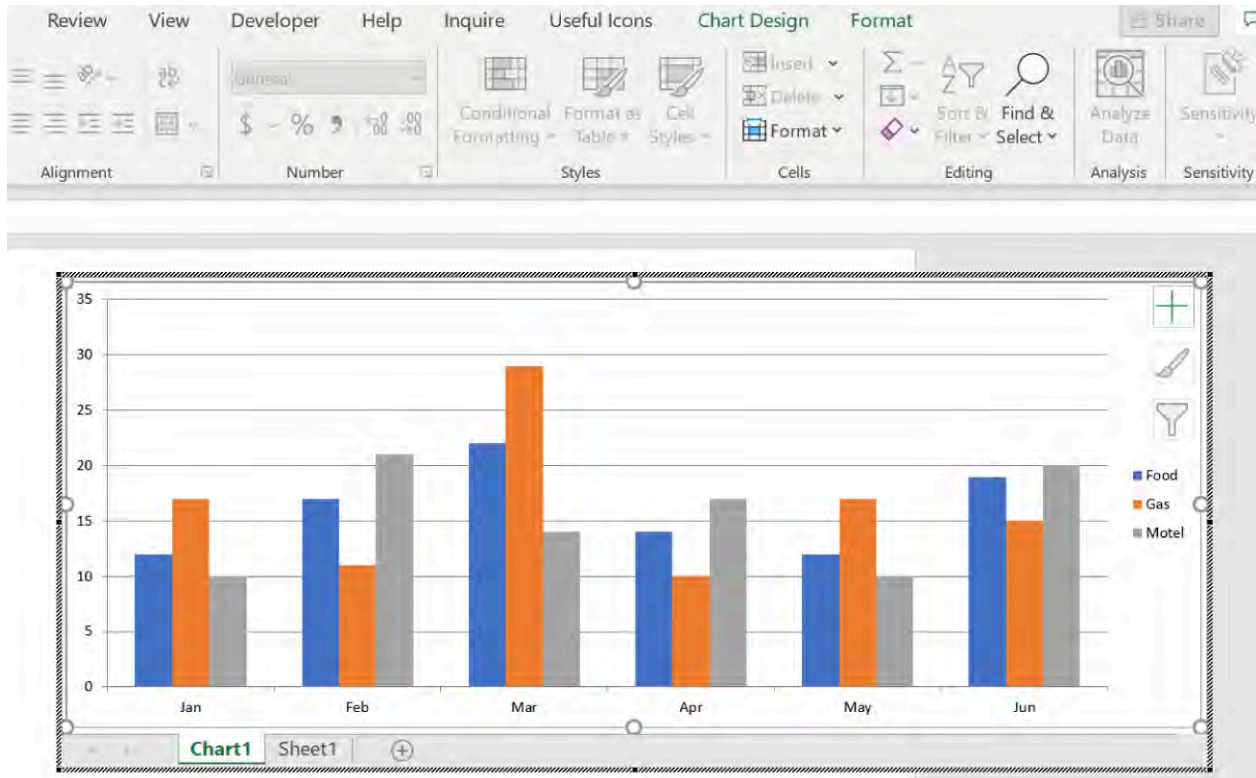 Review View Developer Help Inquire Useful Icons Chart Design Format Share
ab
General
$ % 9
Conditional Formatting
Format as Table
Cell Styles
Insert
Delete
Format
Sort & Filter
Find & Select
Analyze Data
Sensitivity
Alignment Number Styles Cells Editing Analysis Sensitivity
35
30
25
20
15
10
5
0
Jan Feb Mar Apr May Jun
Food
Gas
Motel
Chart1 Sheet1